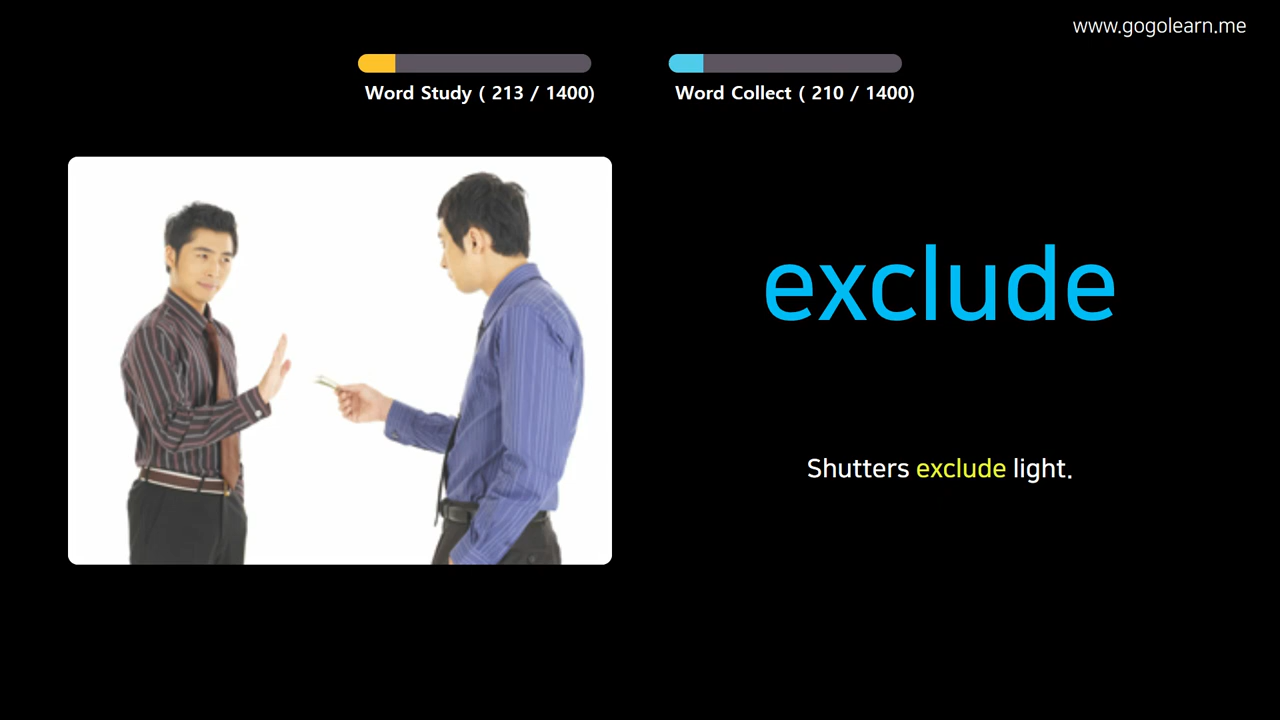 www.gogolearn.me
Word Study ( 213 / 1400)
Word Collect ( 210 / 1400)
exclude
Shutters exclude light.